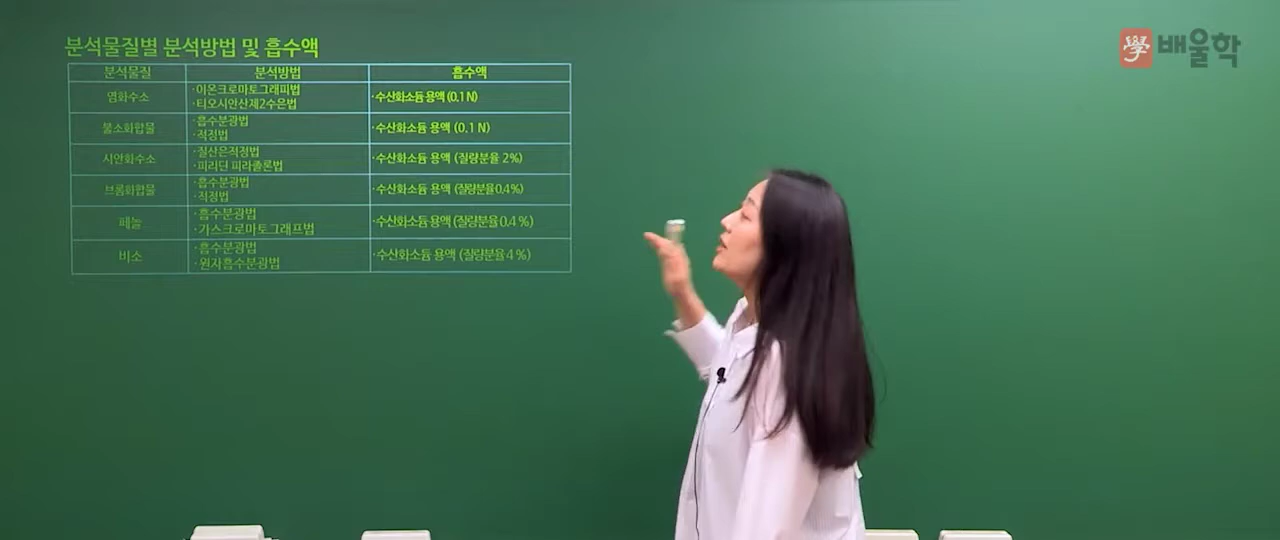 분석물질별 분석방법 및 흡수액
學 배울학
분석물질 분석방법 흡수액
염화수소
·이온크로마토그래피법
·티오시안산제2수은법
·수산화소듐 용액 (0.1 N)
불소화합물
·흡수분광법
·적정법
·수산화소듐 용액 (0.1 N)
시안화수소
·질산은적정법
·피리딘 피라졸론법
·수산화소듐 용액 (질량분율 2%)
브롬화합물
·흡수분광법
·적정법
·수산화소듐 용액 (질량분율 0.4%)
페놀
·흡수분광법
·가스크로마토그래프법
·수산화소듐 용액 (질량분율 0.4 %)
비소
·흡수분광법
·원자흡수분광법
·수산화소듐 용액 (질량분율 4 %)